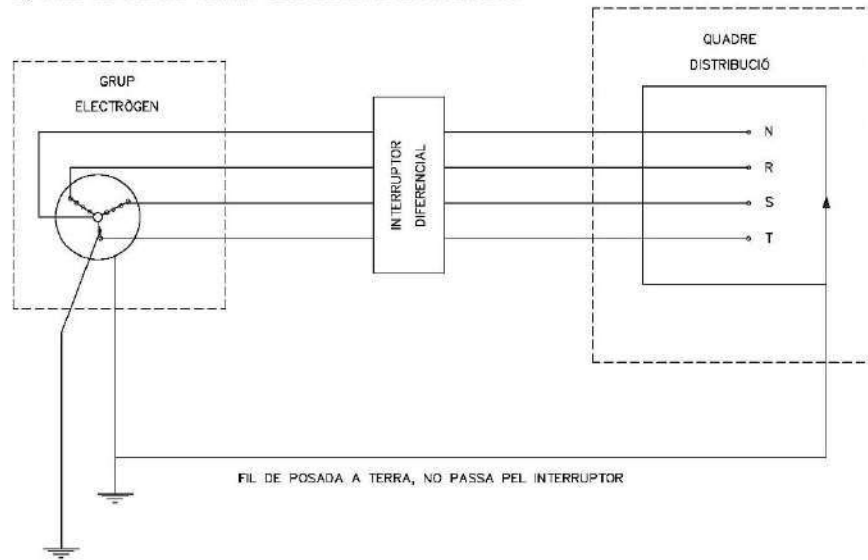 QUADRE
DISTRIBUCIÓ
GRUP
ELECTRÒGEN
INTERRUPTOR
DIFERENCIAL
N
R
S
T
FIL DE POSADA A TERRA, NO PASSA PEL INTERRUPTOR